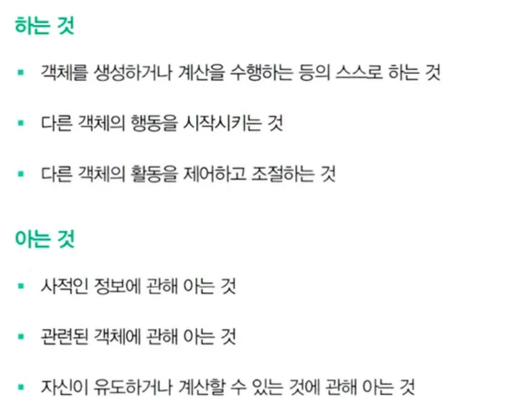 하는 것
▪ 객체를 생성하거나 계산을 수행하는 등의 스스로 하는 것
▪ 다른 객체의 행동을 시작시키는 것
▪ 다른 객체의 활동을 제어하고 조절하는 것
아는 것
▪ 사적인 정보에 관해 아는 것
▪ 관련된 객체에 관해 아는 것
▪ 자신이 유도하거나 계산할 수 있는 것에 관해 아는 것